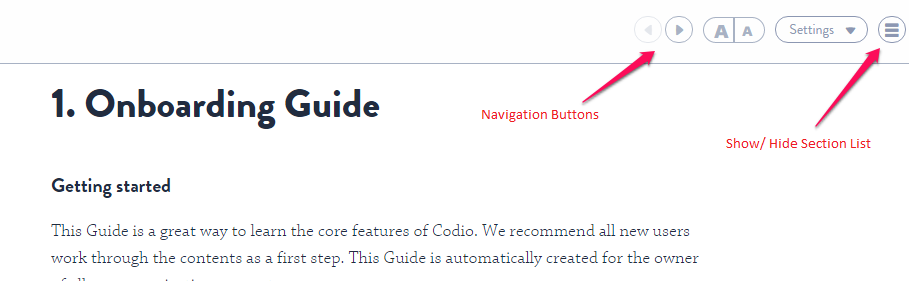 A A Settings
Navigation Buttons
Show/ Hide Section List
1. Onboarding Guide
Getting started
This Guide is a great way to learn the core features of Codio. We recommend all new users
work through the contents as a first step. This Guide is automatically created for the owner